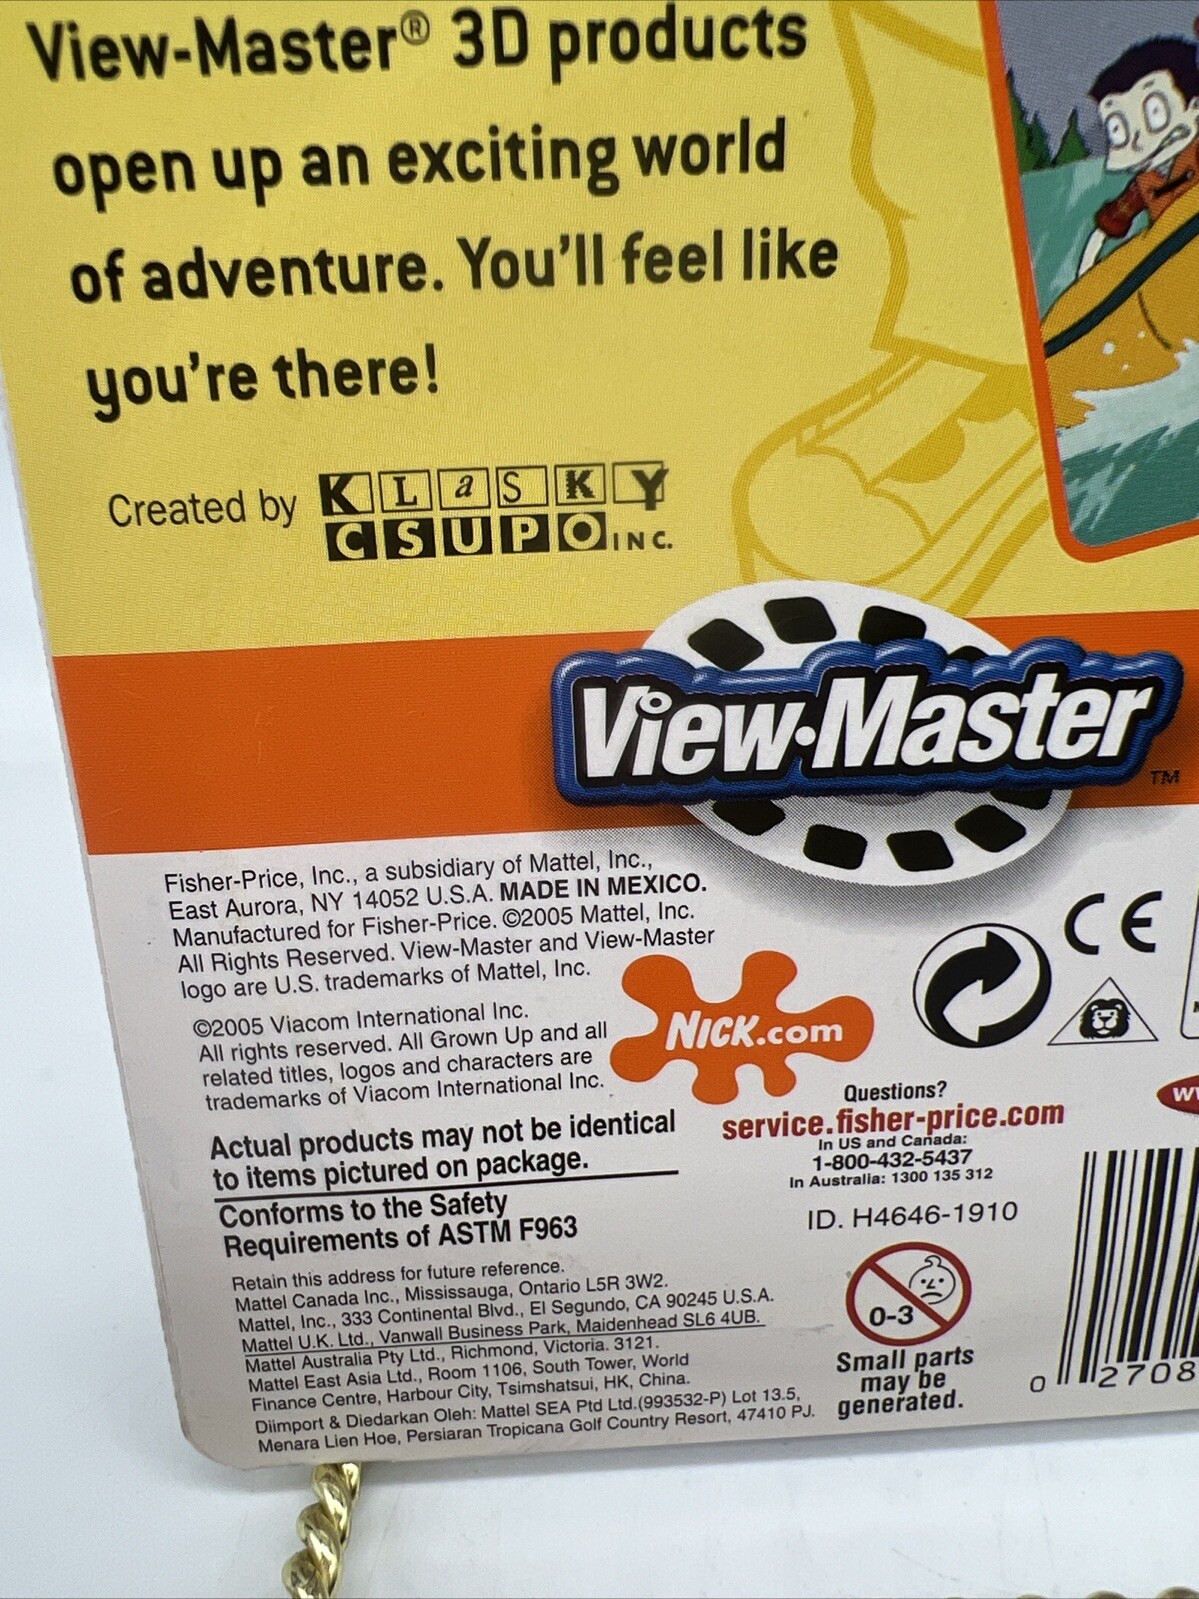 View-Master® 3D products
open up an exciting world
of adventure. You'll feel like
you're there!
Created by KLaSKY
CSUPO INC.
View-Master™
Fisher-Price, Inc., a subsidiary of Mattel, Inc.,
East Aurora, NY 14052 U.S.A. MADE IN MEXICO.
Manufactured for Fisher-Price. ©2005 Mattel, Inc.
All Rights Reserved. View-Master and View-Master
logo are U.S. trademarks of Mattel, Inc.
©2005 Viacom International Inc.
All rights reserved. All Grown Up and all
related titles, logos and characters are
trademarks of Viacom International Inc.
NICK.com
CE
Actual products may not be identical
to items pictured on package.
Conforms to the Safety
Requirements of ASTM F963
Questions?
service.fisher-price.com
In US and Canada:
1-800-432-5437
In Australia: 1300 135 312
ID. H4646-1910
Retain this address for future reference.
Mattel Canada Inc., Mississauga, Ontario L5R 3W2.
Mattel, Inc., 333 Continental Blvd., El Segundo, CA 90245 U.S.A.
Mattel U.K. Ltd., Vanwall Business Park, Maidenhead SL6 4UB.
Mattel Australia Pty Ltd., Richmond, Victoria. 3121.
Mattel East Asia Ltd., Room 1106, South Tower, World
Finance Centre, Harbour City, Tsimshatsui, HK, China.
Diimport & Diedarkan Oleh: Mattel SEA Ptd Ltd.(993532-P) Lot 13.5,
Menara Lien Hoe, Persiaran Tropicana Golf Country Resort, 47410 PJ.
0-3
Small parts
may be
generated.
0 2708